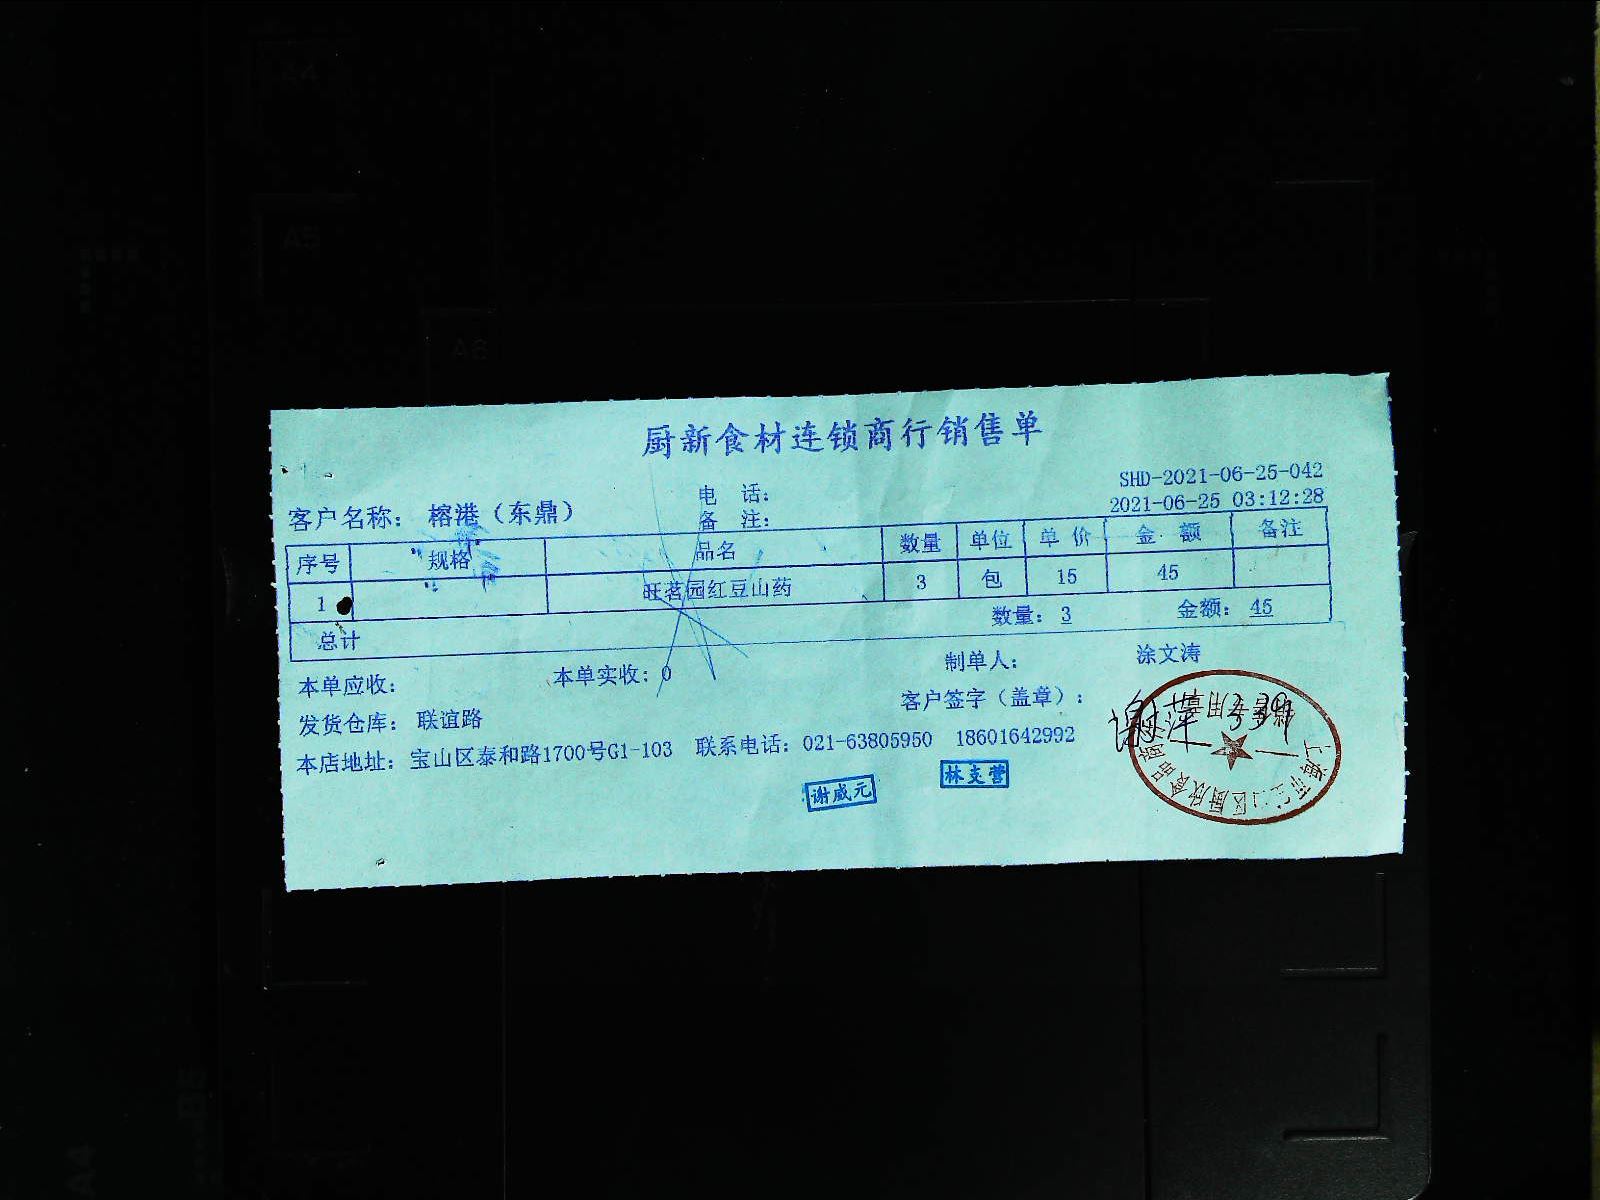 厨新食材连锁商行销售单
SHD-2021-06-25-042
客户名称： 榕港（东鼎） 电 话： 2021-06-25 03:12:28
备 注：
序号 规格 品名 数量 单位 单价 金额 备注
1 旺茗园红豆山药 3 包 15 45
总计 数量：3 金额：45
本单应收： 本单实收：0 制单人： 涂文涛
发货仓库： 联谊路 客户签字（盖章）：
本店地址： 宝山区泰和路1700号G1-103 联系电话：021-63805950 18601642992
谢威元 林支营
A4
A5
A6
B5
A4